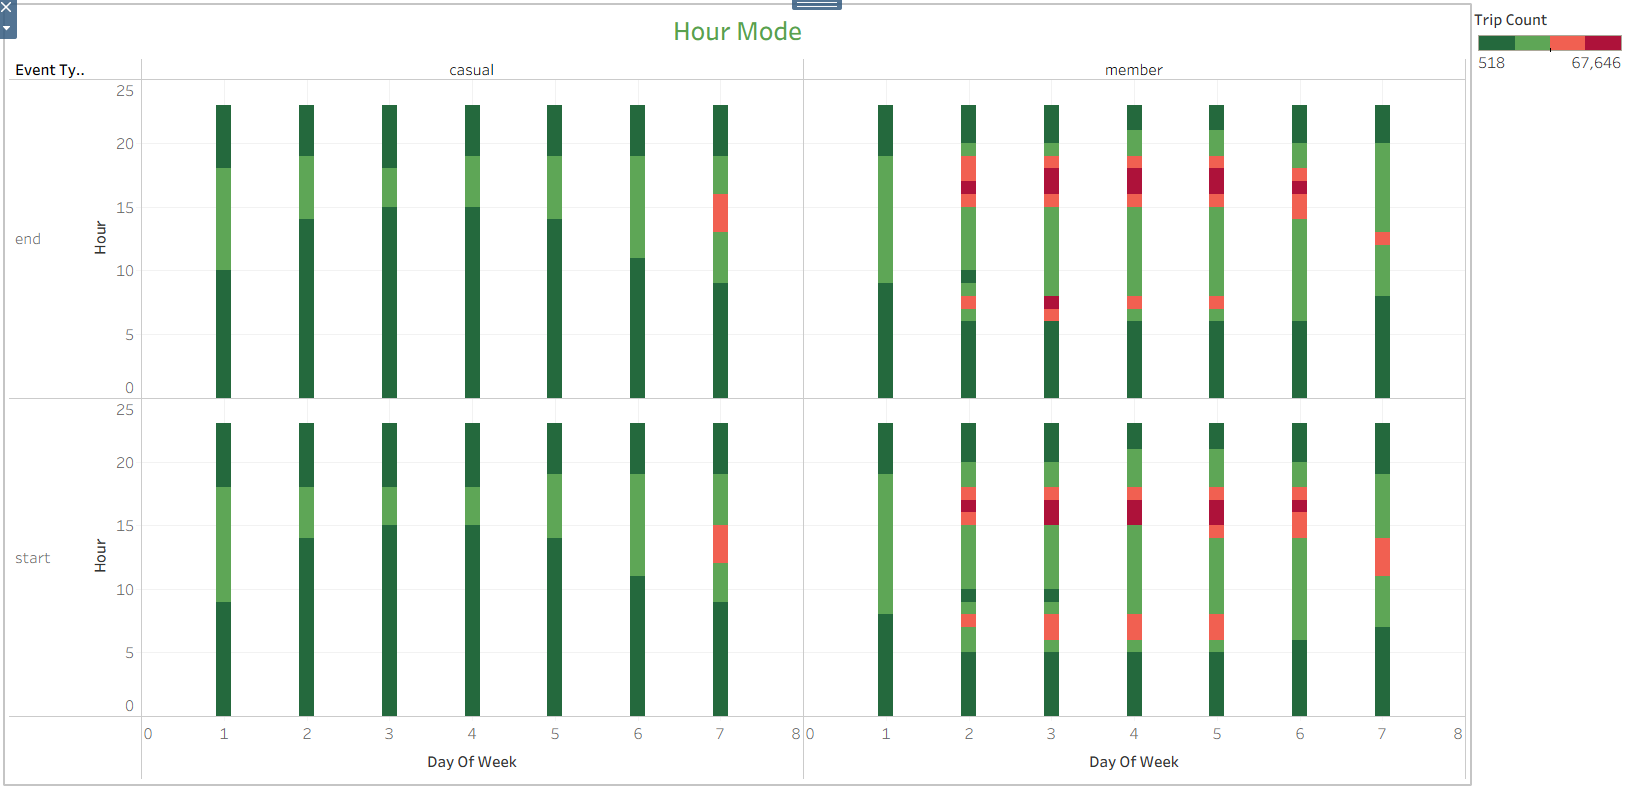 Hour Mode
Trip Count
518 67,646
Event Ty.. casual member
end
Hour
25
20
15
10
5
0
start
Hour
25
20
15
10
5
0
0 1 2 3 4 5 6 7 8 0 1 2 3 4 5 6 7 8
Day Of Week Day Of Week